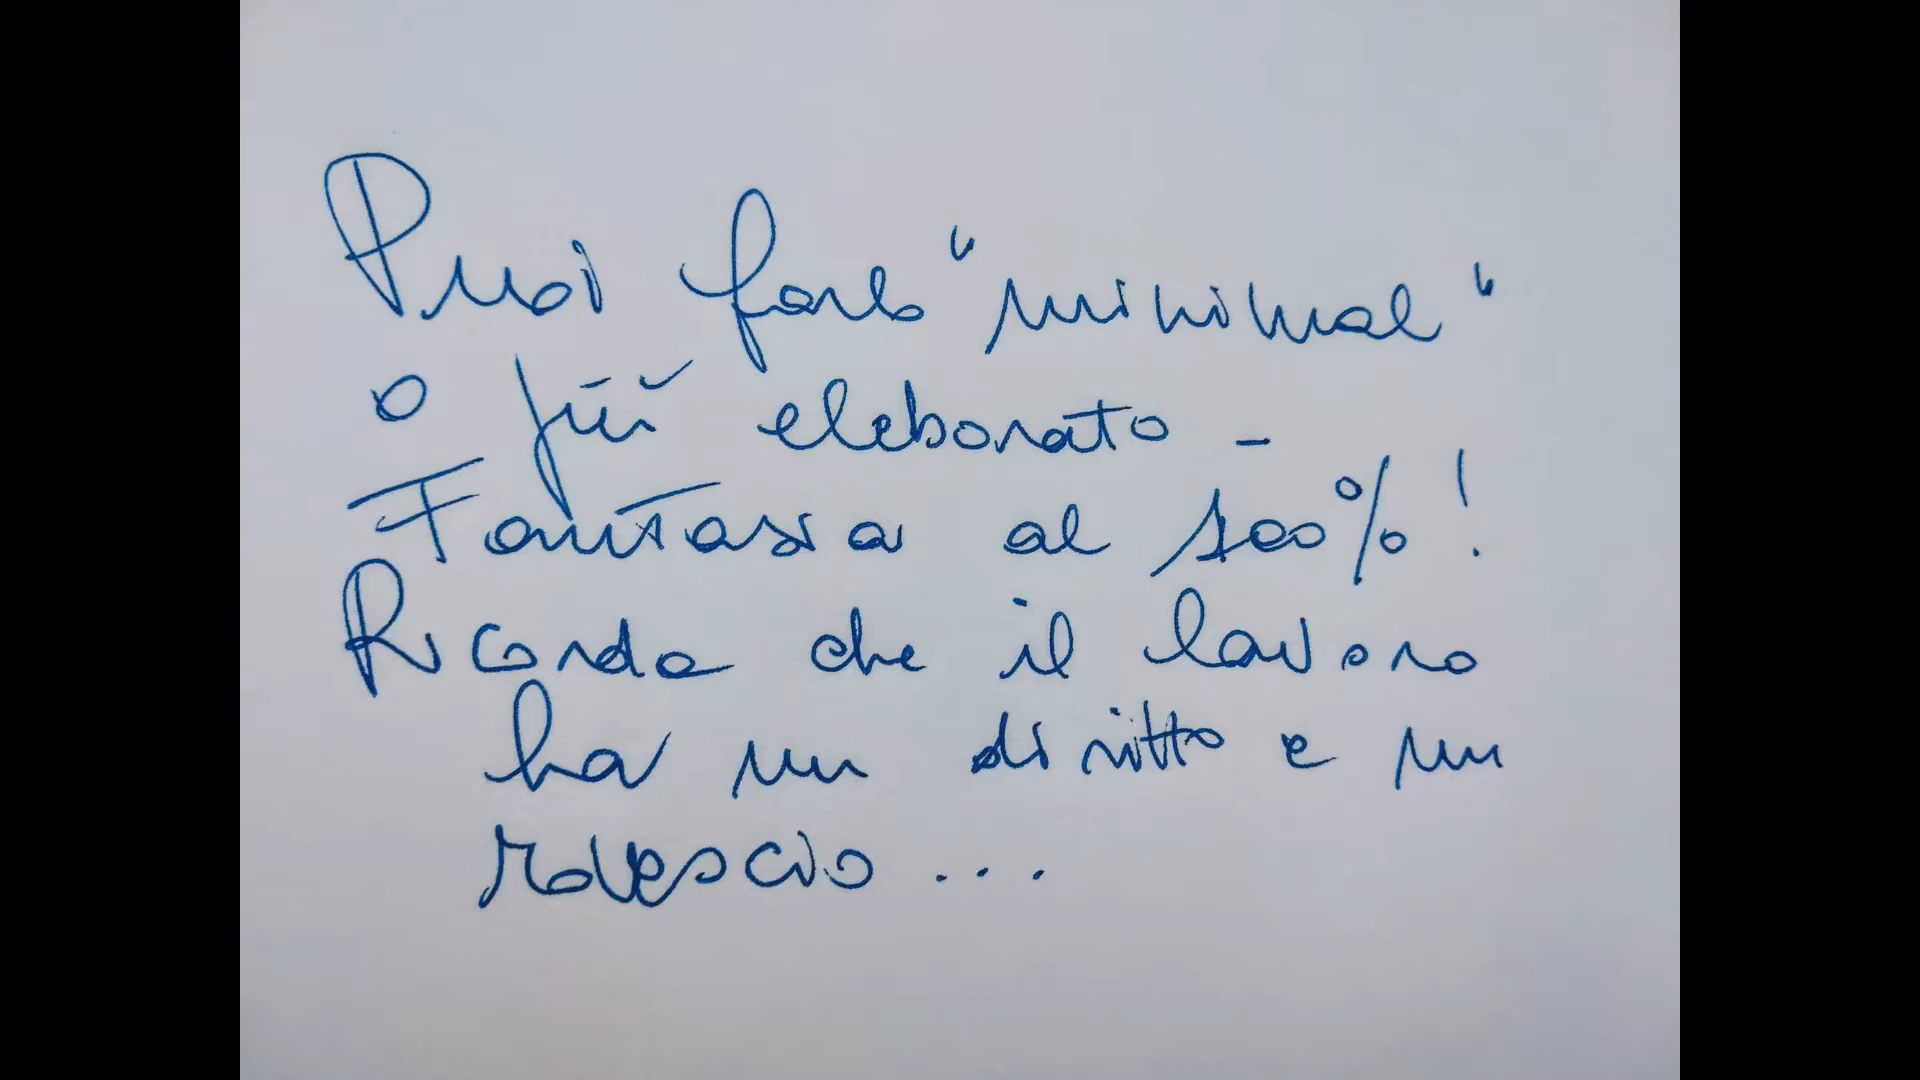 Puoi farlo "minimal"
o più elaborato -
Fantasia al 100%!
Ricorda che il lavoro
ha un diritto e un
rovescio...